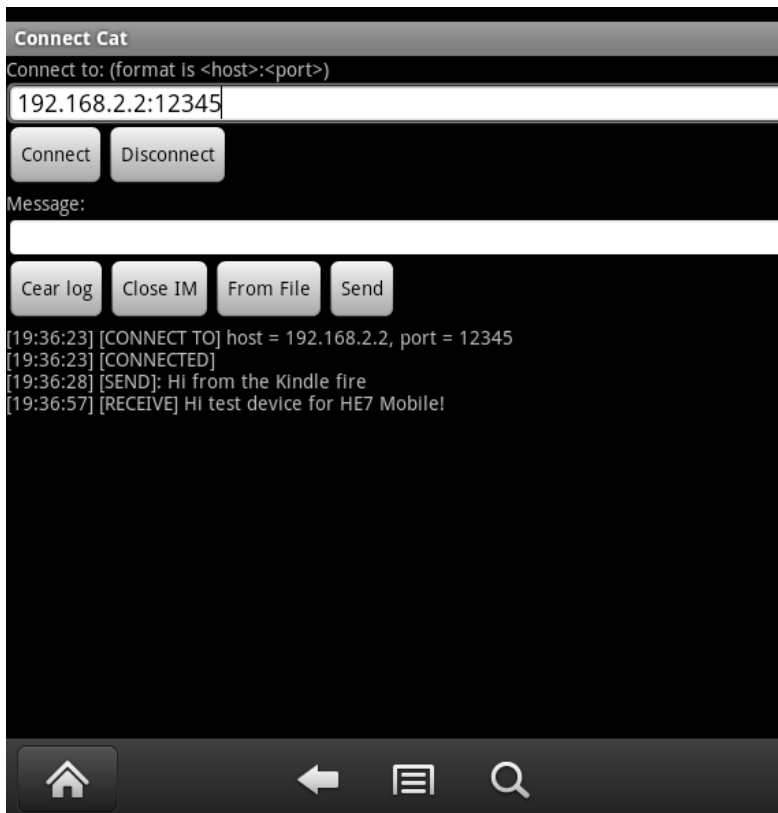 Connect Cat
Connect to: (format is <host>:<port>)
192.168.2.2:12345
Connect Disconnect
Message:
Cear log Close IM From File Send
[19:36:23] [CONNECT TO] host = 192.168.2.2, port = 12345
[19:36:23] [CONNECTED]
[19:36:28] [SEND]: Hi from the Kindle fire
[19:36:57] [RECEIVE] Hi test device for HE7 Mobile!